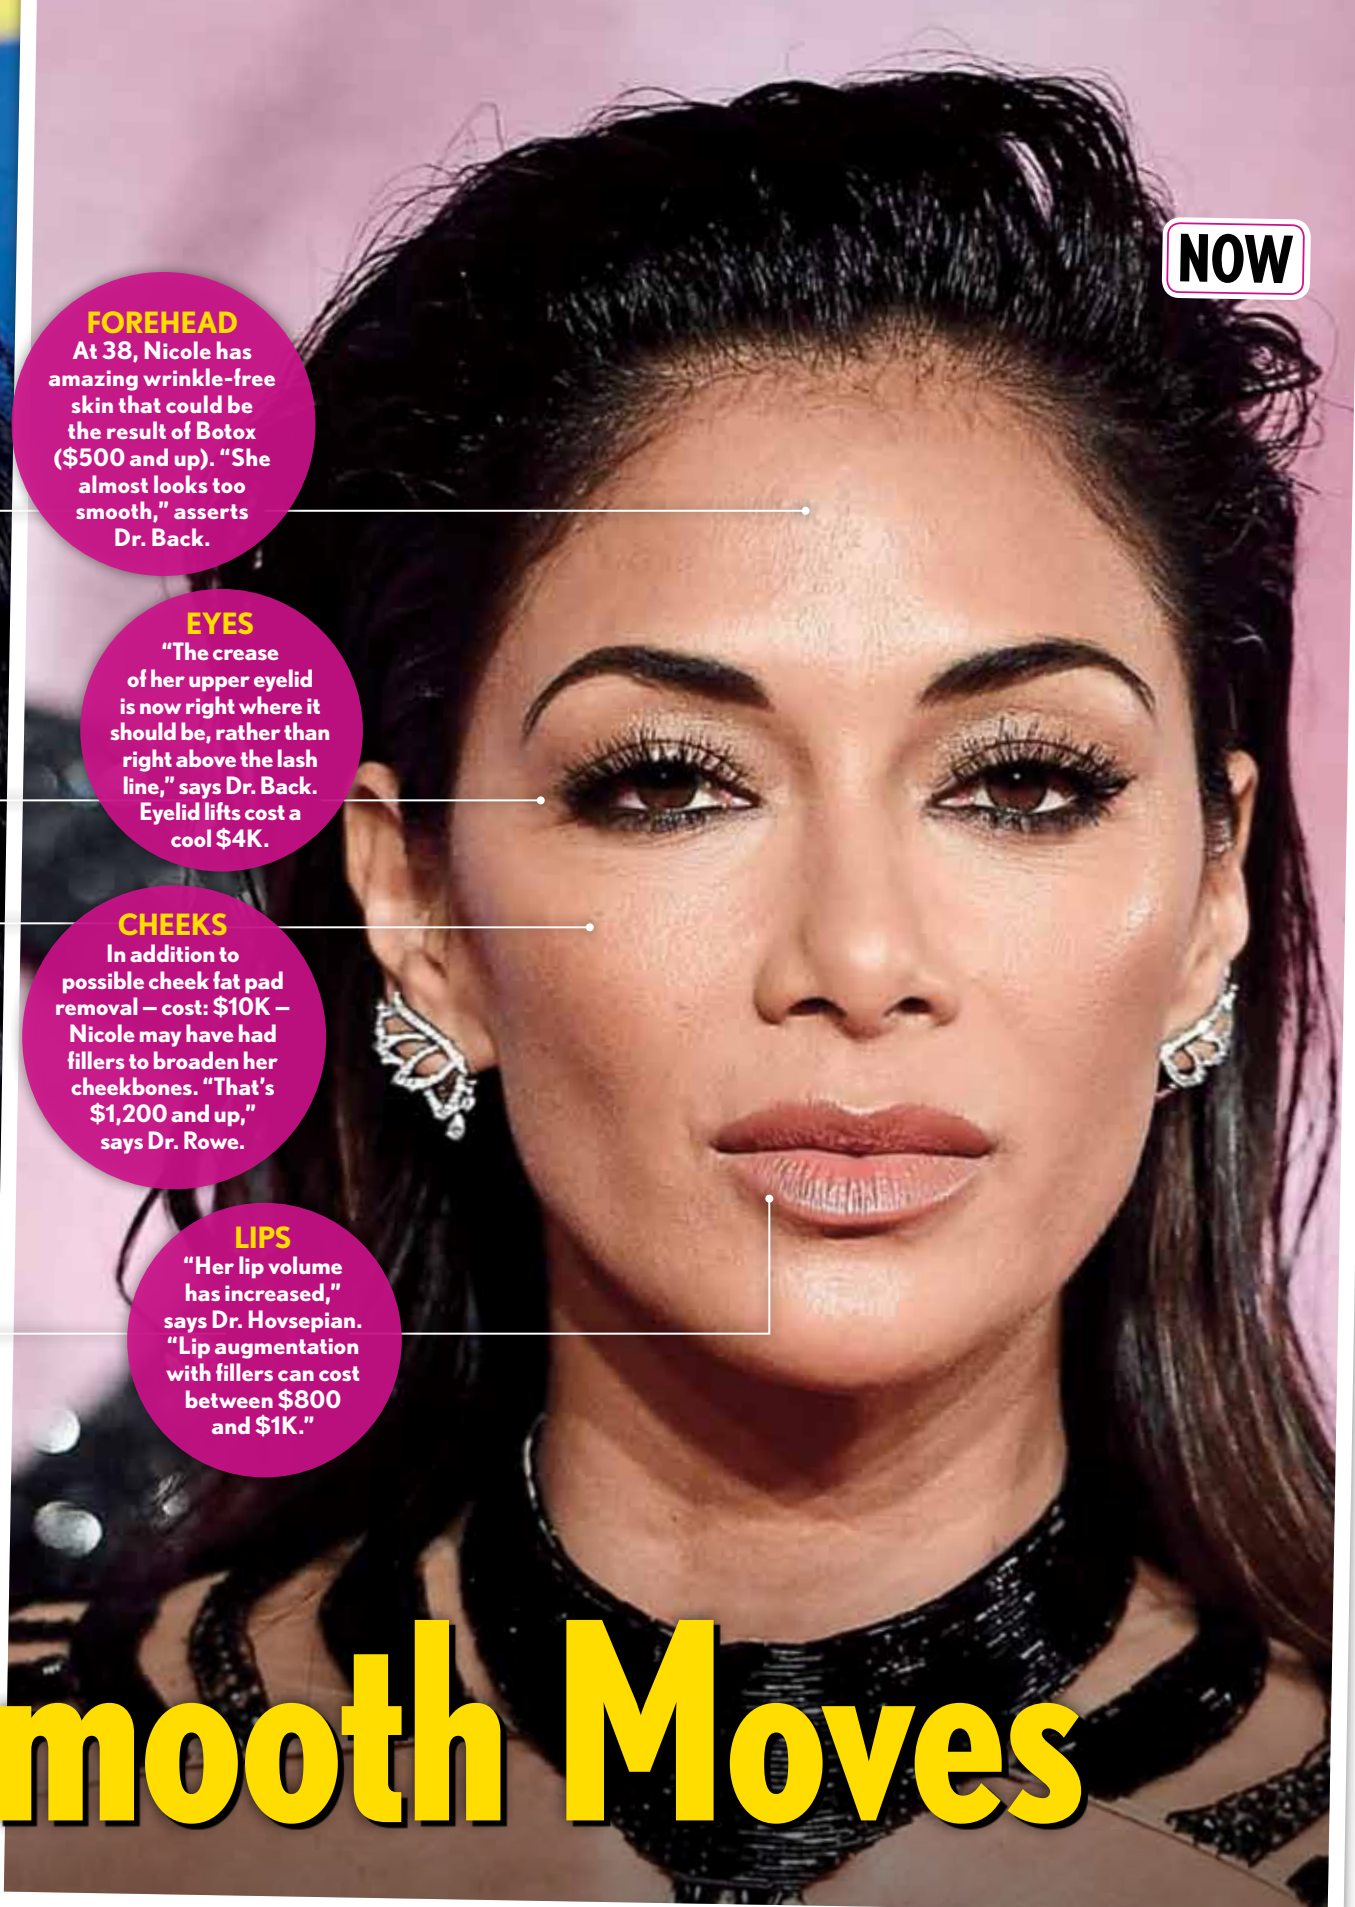 NOW
FOREHEAD
At 38, Nicole has
amazing wrinkle-free
skin that could be
the result of Botox
($500 and up). “She
almost looks too
smooth,” asserts
Dr. Back.
EYES
“The crease
of her upper eyelid
is now right where it
should be, rather than
right above the lash
line,” says Dr. Back.
Eyelid lifts cost a
cool $4K.
CHEEKS
In addition to
possible cheek fat pad
removal – cost: $10K –
Nicole may have had
fillers to broaden her
cheekbones. “That’s
$1,200 and up,”
says Dr. Rowe.
LIPS
“Her lip volume
has increased,”
says Dr. Hovsepian.
“Lip augmentation
with fillers can cost
between $800
and $1K.”
mooth Moves